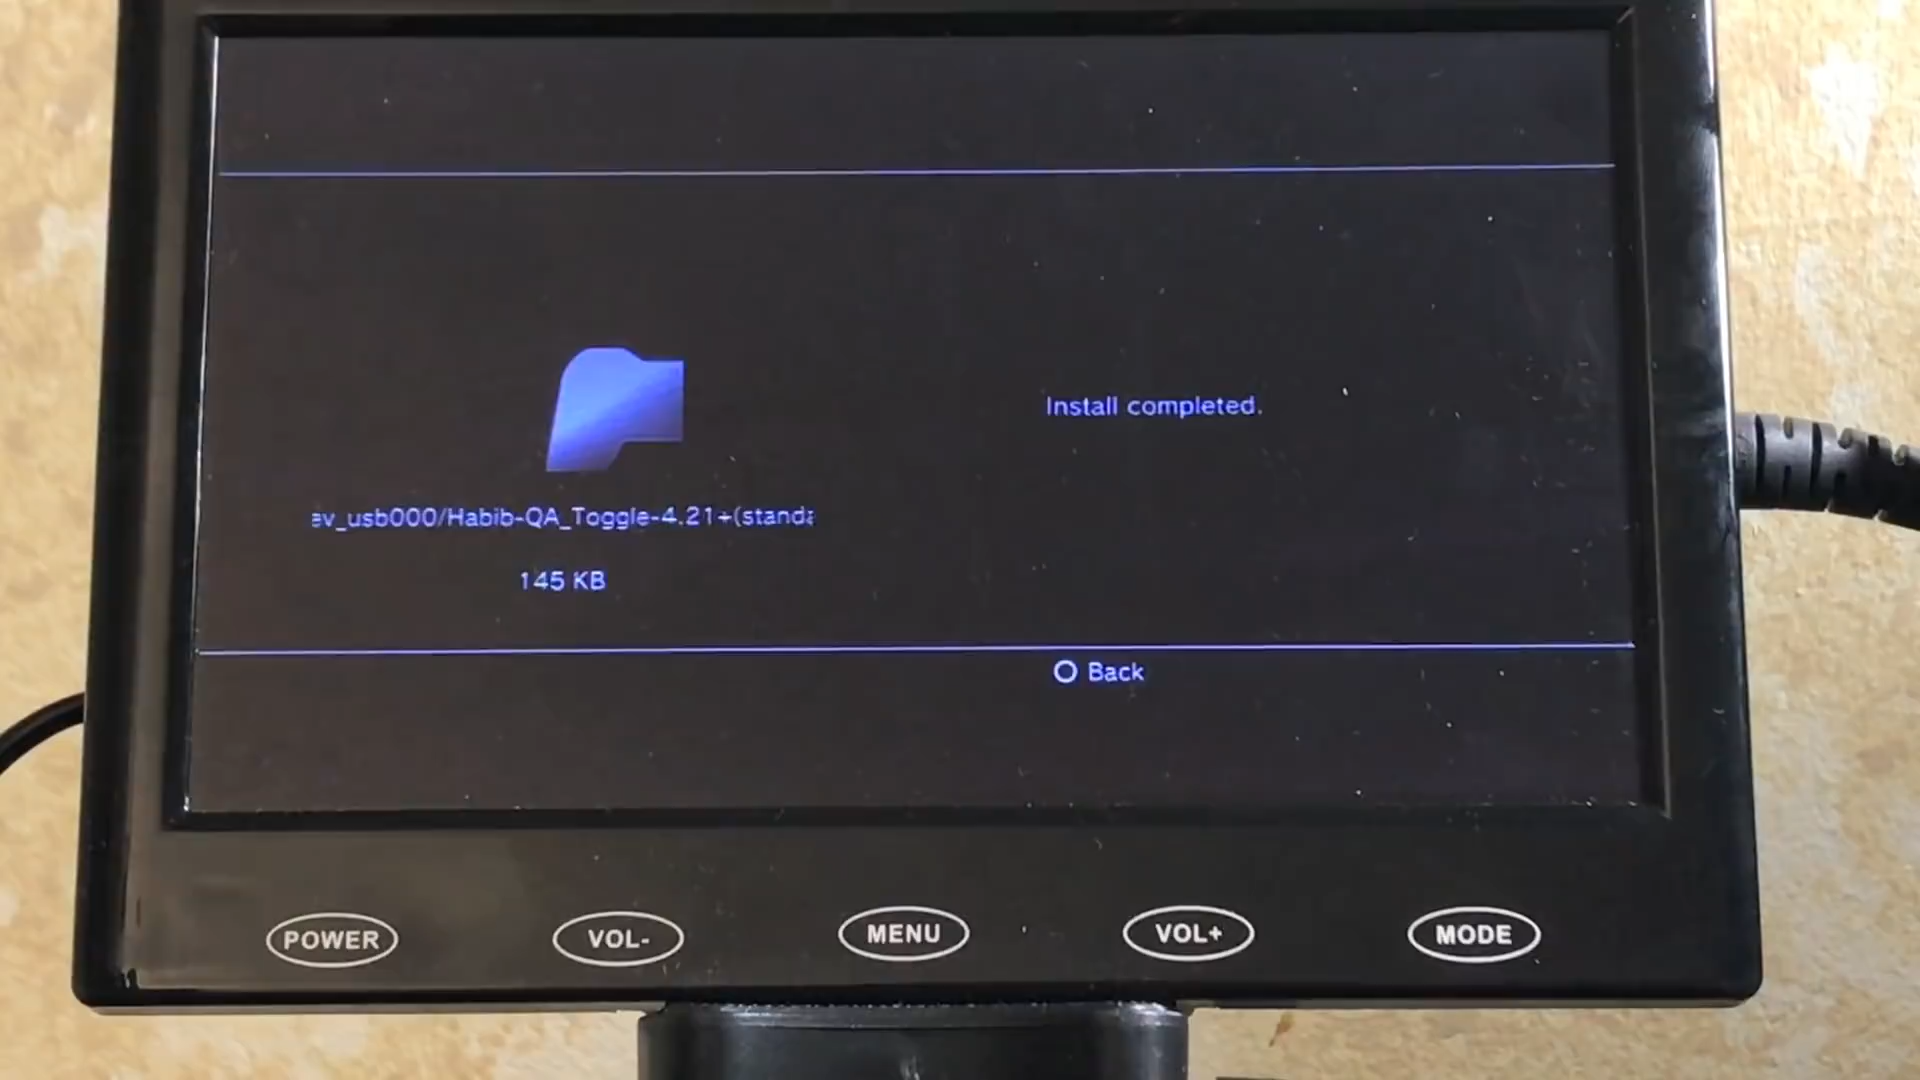 Install completed.
ev_usb000/Habib-QA_Toggle-4.21+(standa
145 KB
Back
POWER
VOL-
MENU
VOL+
MODE